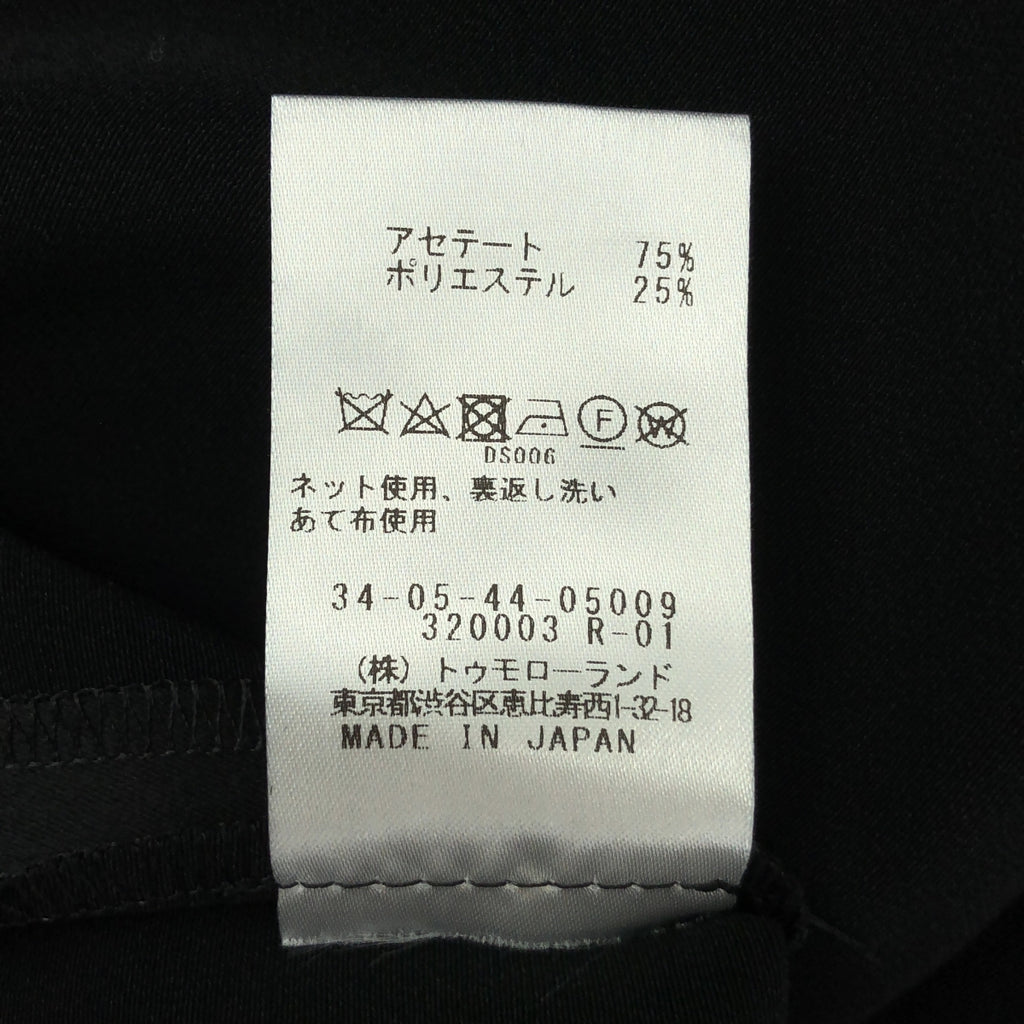 アセテート 75%
ポリエステル 25%
F W
DS006
ネット使用、裏返し洗い
あて布使用
34-05-44-05009
320003 R-01
(株) トゥモローランド
東京都渋谷区恵比寿西1-32-18
MADE IN JAPAN